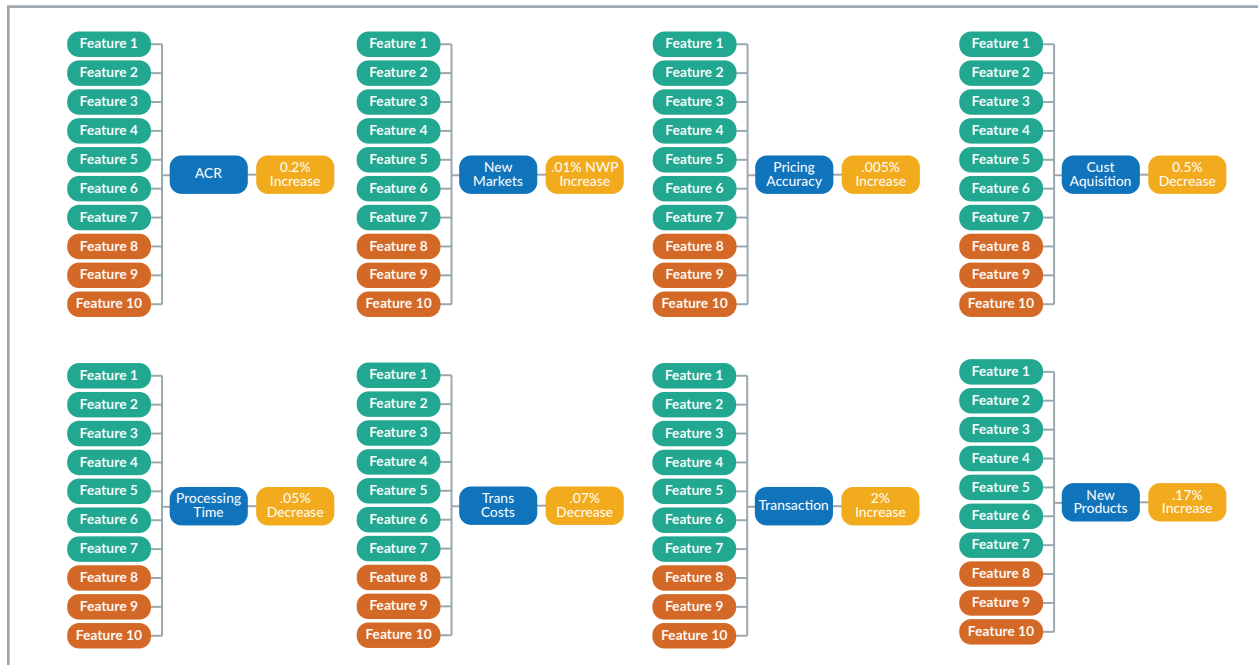 Feature 1
Feature 2
Feature 3
Feature 4
Feature 5
Feature 6
Feature 7
Feature 8
Feature 9
Feature 10
ACR
0.2%
Increase
Feature 1
Feature 2
Feature 3
Feature 4
Feature 5
Feature 6
Feature 7
Feature 8
Feature 9
Feature 10
New
Markets
.01% NWP
Increase
Feature 1
Feature 2
Feature 3
Feature 4
Feature 5
Feature 6
Feature 7
Feature 8
Feature 9
Feature 10
Pricing
Accuracy
.005%
Increase
Feature 1
Feature 2
Feature 3
Feature 4
Feature 5
Feature 6
Feature 7
Feature 8
Feature 9
Feature 10
Cust
Aquisition
0.5%
Decrease
Feature 1
Feature 2
Feature 3
Feature 4
Feature 5
Feature 6
Feature 7
Feature 8
Feature 9
Feature 10
Processing
Time
.05%
Decrease
Feature 1
Feature 2
Feature 3
Feature 4
Feature 5
Feature 6
Feature 7
Feature 8
Feature 9
Feature 10
Trans
Costs
.07%
Decrease
Feature 1
Feature 2
Feature 3
Feature 4
Feature 5
Feature 6
Feature 7
Feature 8
Feature 9
Feature 10
Transaction
2%
Increase
Feature 1
Feature 2
Feature 3
Feature 4
Feature 5
Feature 6
Feature 7
Feature 8
Feature 9
Feature 10
New
Products
.17%
Increase